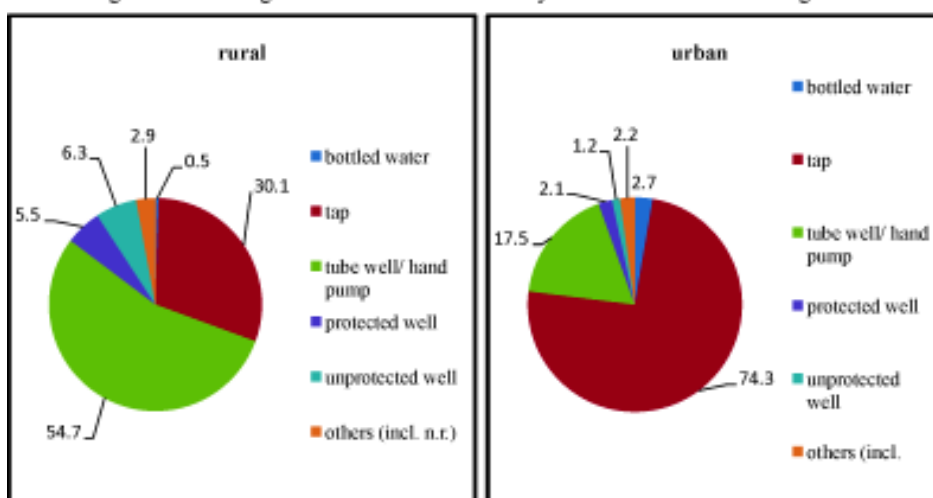 rural
2.9
6.3
0.5
30.1
5.5
54.7
bottled water
tap
tube well/ hand
pump
protected well
unprotected well
others (incl. n.r.)
urban
2.2
1.2
2.7
2.1
17.5
74.3
bottled water
tap
tube well/ hand
pump
protected well
unprotected
well
others (incl.